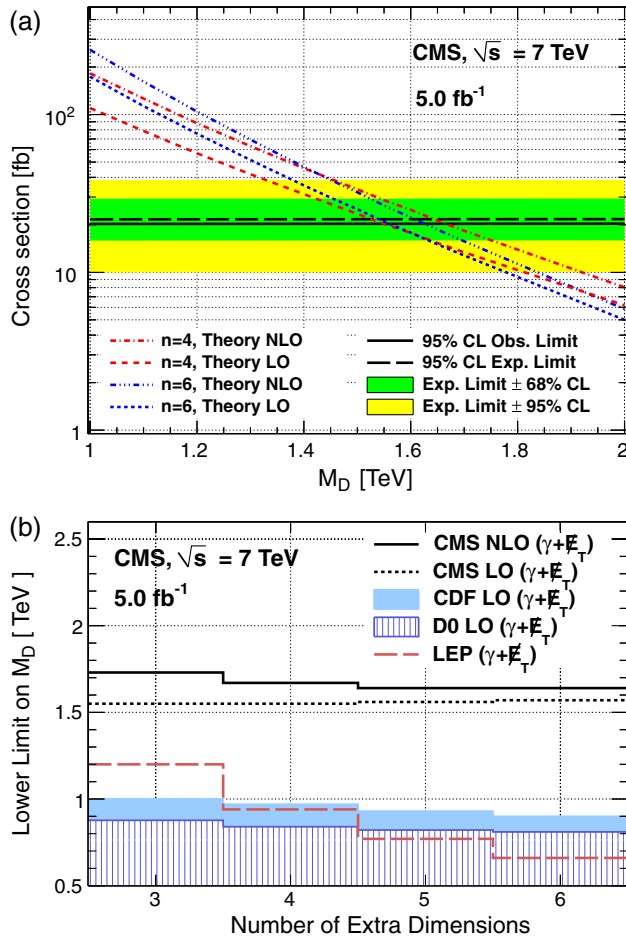 (a)
CMS, √s = 7 TeV
5.0 fb⁻¹
Cross section [fb]
10²
10
1
n=4, Theory NLO
n=4, Theory LO
n=6, Theory NLO
n=6, Theory LO
95% CL Obs. Limit
95% CL Exp. Limit
Exp. Limit ± 68% CL
Exp. Limit ± 95% CL
1 1.2 1.4 1.6 1.8 2
M_D [TeV]
(b)
CMS, √s = 7 TeV
5.0 fb⁻¹
CMS NLO (γ+E̸_T)
CMS LO (γ+E̸_T)
CDF LO (γ+E̸_T)
D0 LO (γ+E̸_T)
LEP (γ+E̸_T)
Lower Limit on M_D [ TeV ]
2.5
2
1.5
1
0.5
3 4 5 6
Number of Extra Dimensions